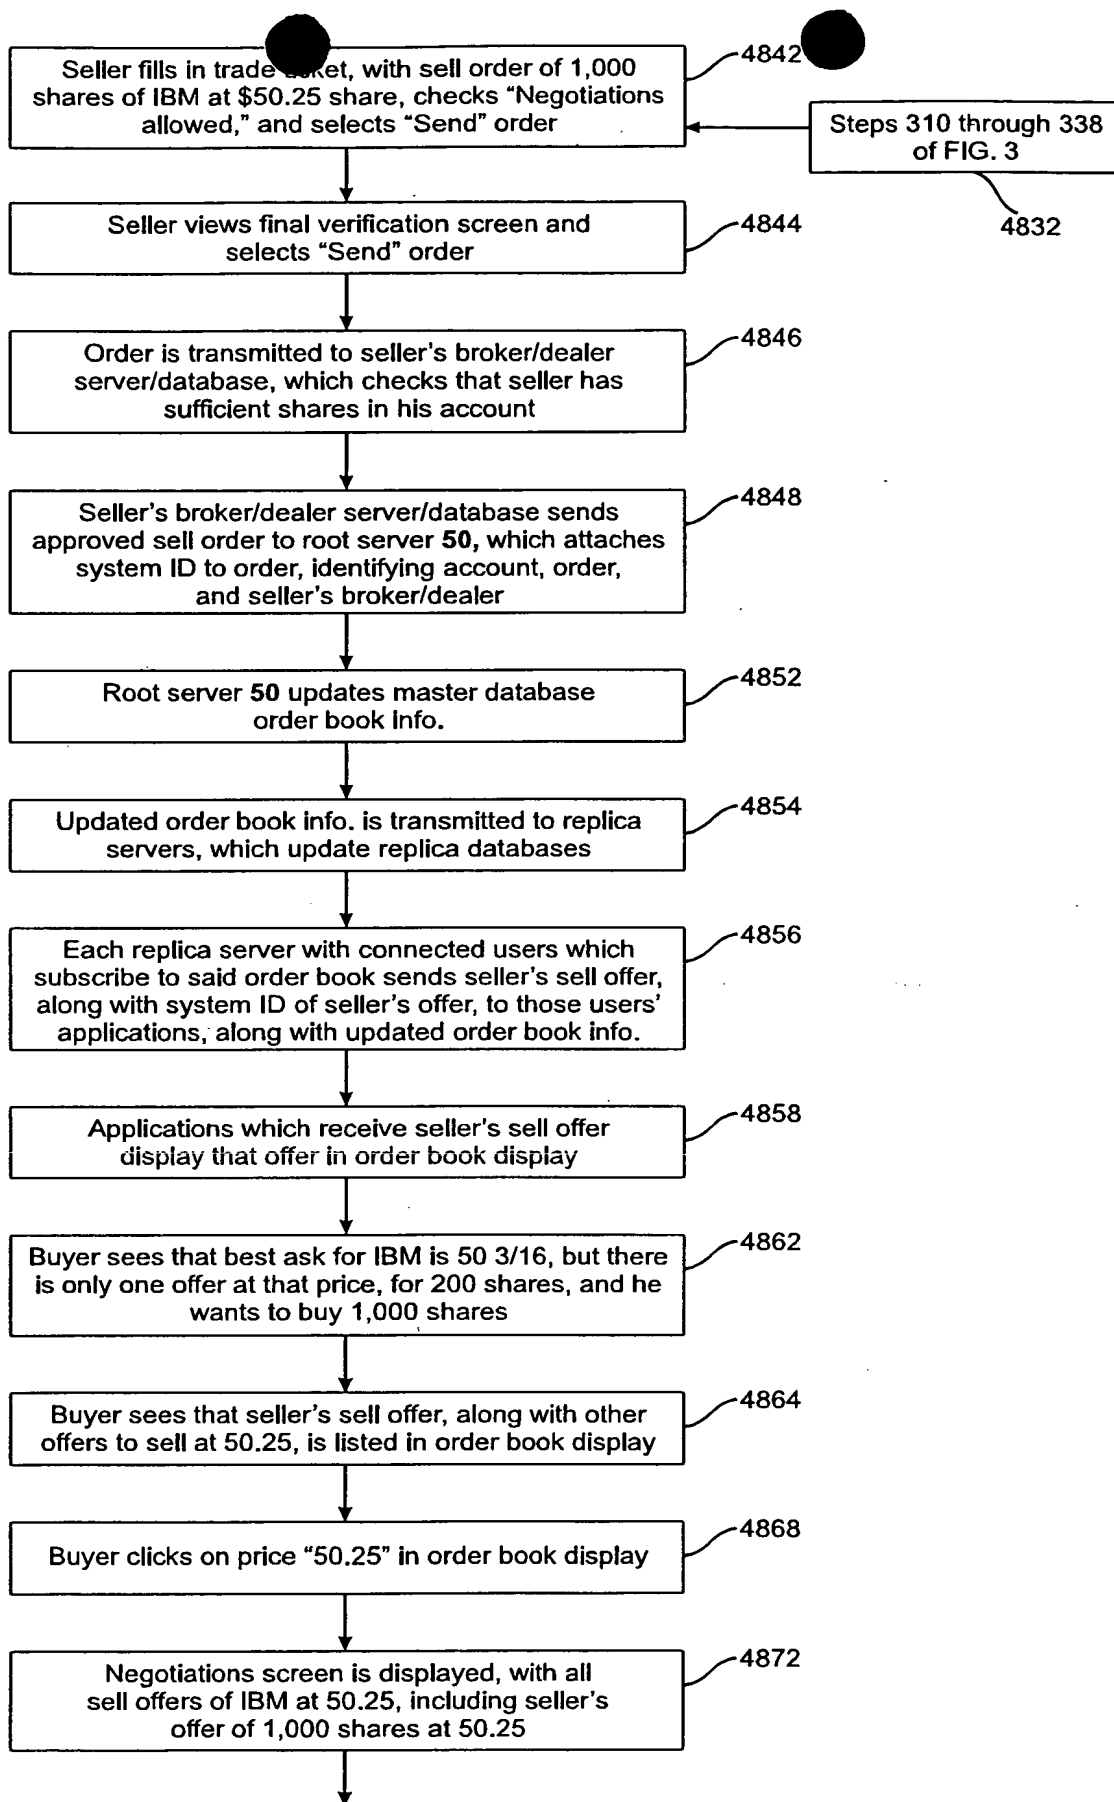 4842
Seller fills in trade ket, with sell order of 1,000
shares of IBM at $50.25 share, checks “Negotiations
allowed,” and selects “Send” order
Steps 310 through 338
of FIG. 3
4832
4844
Seller views final verification screen and
selects “Send” order
4846
Order is transmitted to seller's broker/dealer
server/database, which checks that seller has
sufficient shares in his account
4848
Seller's broker/dealer server/database sends
approved sell order to root server 50, which attaches
system ID to order, identifying account, order,
and seller's broker/dealer
4852
Root server 50 updates master database
order book info.
4854
Updated order book info. is transmitted to replica
servers, which update replica databases
4856
Each replica server with connected users which
subscribe to said order book sends seller's sell offer,
along with system ID of seller's offer, to those users'
applications, along with updated order book info.
4858
Applications which receive seller's sell offer
display that offer in order book display
4862
Buyer sees that best ask for IBM is 50 3/16, but there
is only one offer at that price, for 200 shares, and he
wants to buy 1,000 shares
4864
Buyer sees that seller's sell offer, along with other
offers to sell at 50.25, is listed in order book display
4868
Buyer clicks on price “50.25” in order book display
4872
Negotiations screen is displayed, with all
sell offers of IBM at 50.25, including seller's
offer of 1,000 shares at 50.25